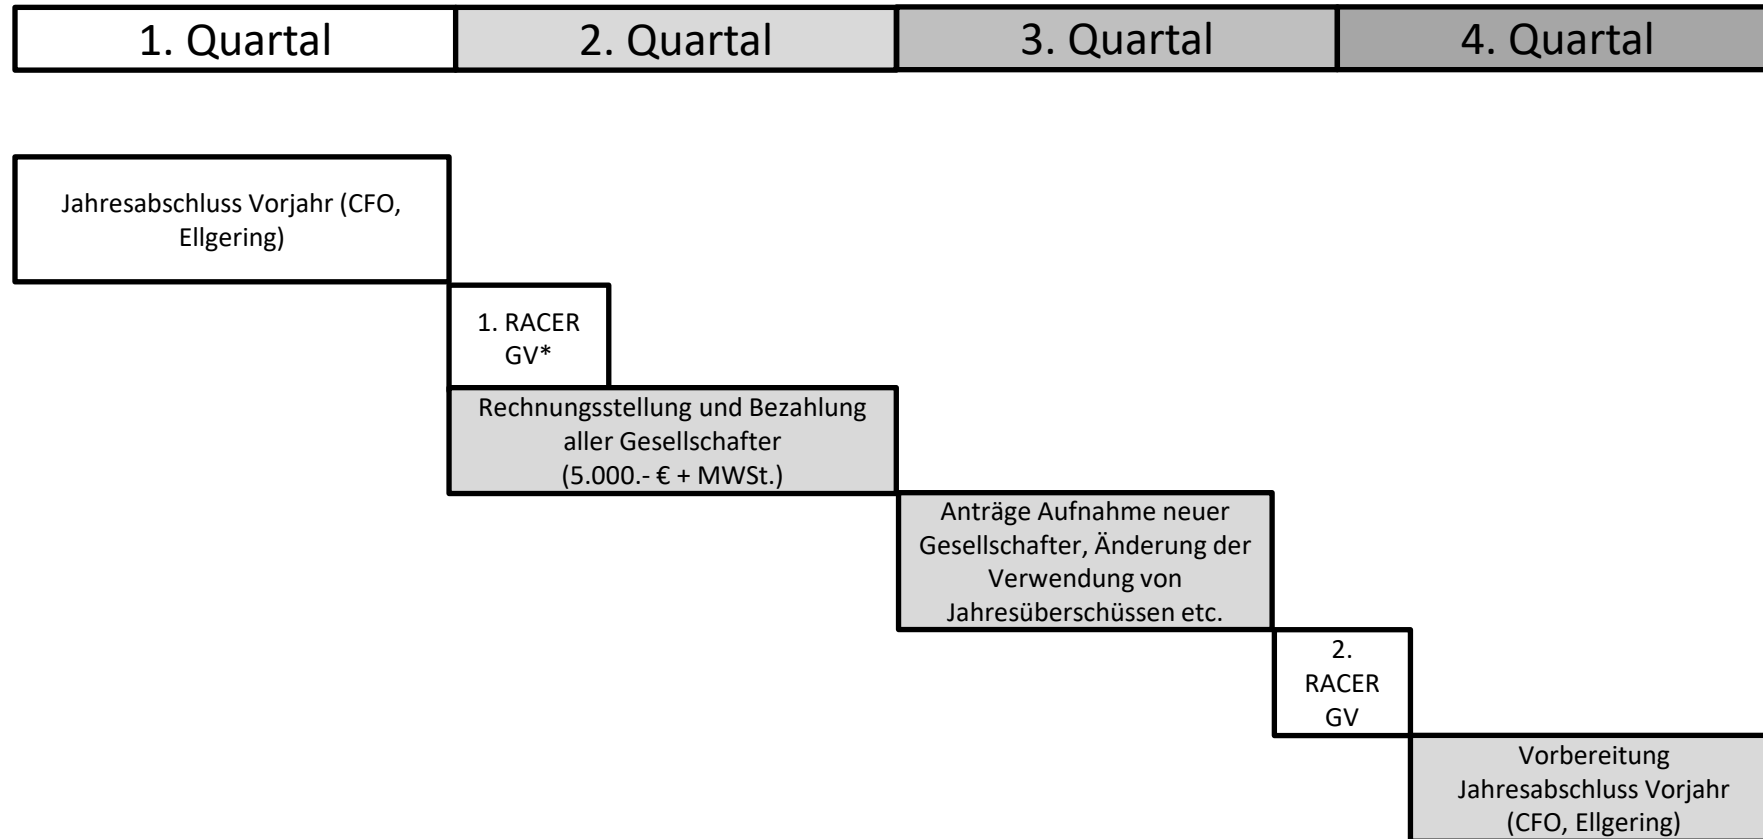 1. Quartal 2. Quartal 3. Quartal 4. Quartal
Jahresabschluss Vorjahr (CFO,
Ellgering)
1. RACER
GV*
Rechnungsstellung und Bezahlung
aller Gesellschafter
(5.000.- € + MWSt.)
Anträge Aufnahme neuer
Gesellschafter, Änderung der
Verwendung von
Jahresüberschüssen etc.
2.
RACER
GV
Vorbereitung
Jahresabschluss Vorjahr
(CFO, Ellgering)